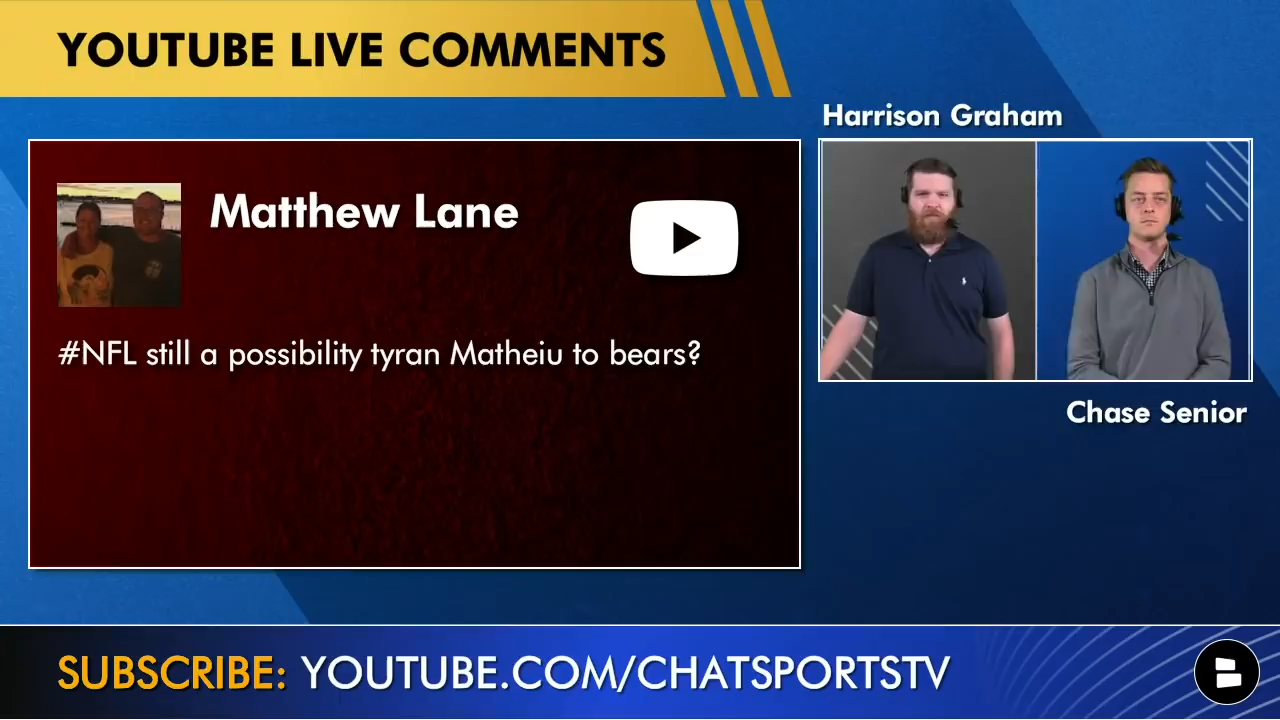 YOUTUBE LIVE COMMENTS
Harrison Graham
Matthew Lane
#NFL still a possibility tyran Matheiu to bears?
Chase Senior
SUBSCRIBE: YOUTUBE.COM/CHATSPORTSTV